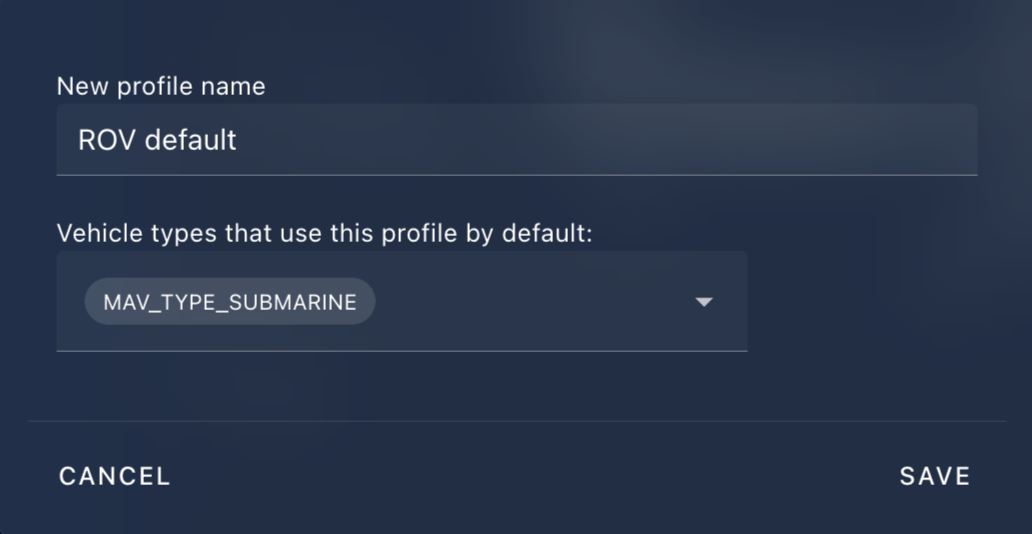 New profile name
ROV default
Vehicle types that use this profile by default:
MAV_TYPE_SUBMARINE
CANCEL
SAVE